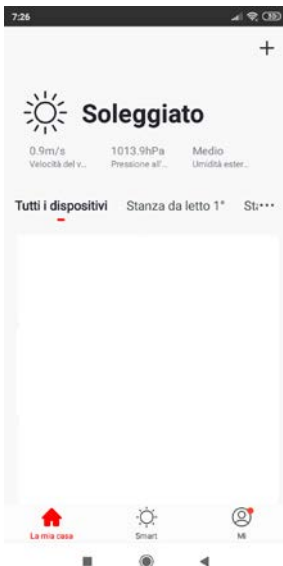 7:26
+
Soleggiato
0.9m/s 1013.9hPa Medio
Velocità del v... Pressione all'... Umidità ester...
Tutti i dispositivi Stanza da letto 1° St:···
La mia casa Smart Mi